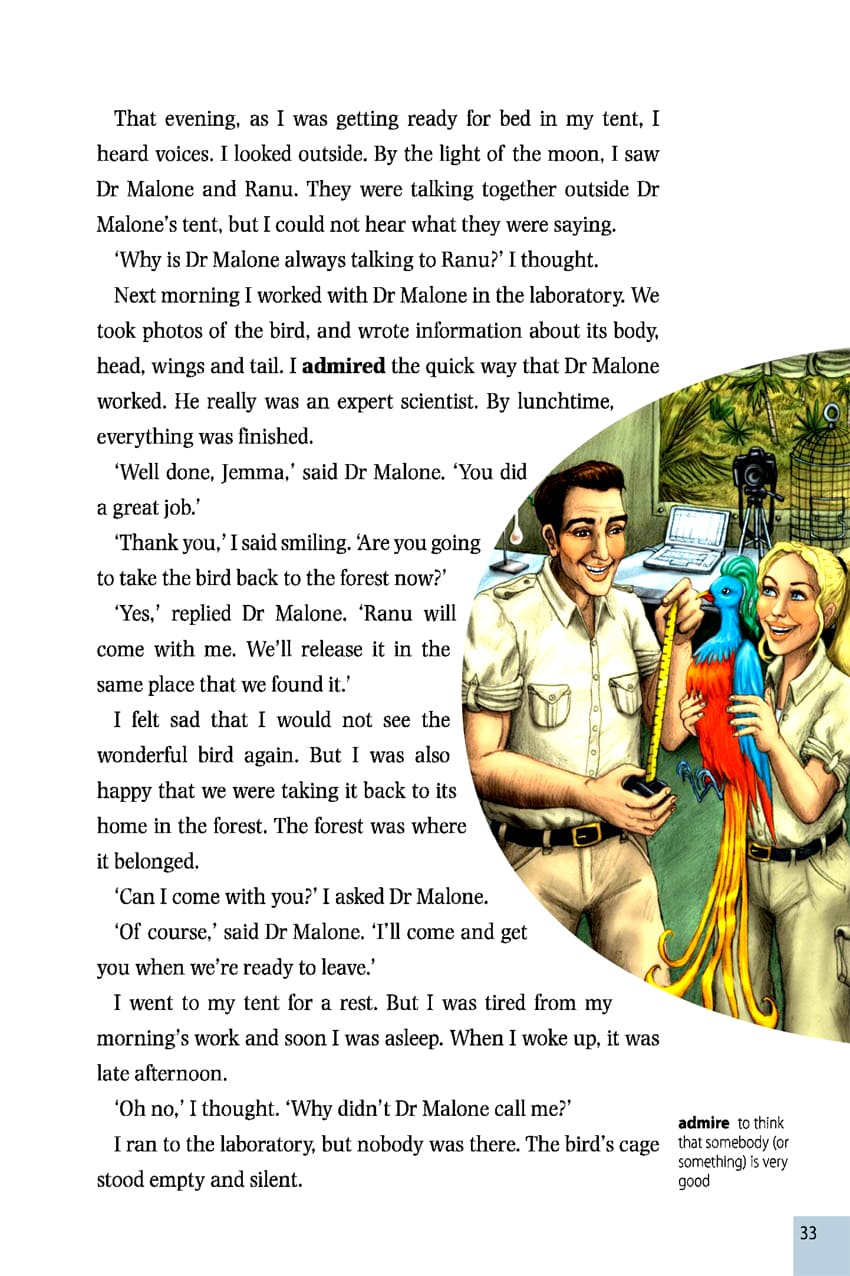 That evening, as I was getting ready for bed in my tent, I
heard voices. I looked outside. By the light of the moon, I saw
Dr Malone and Ranu. They were talking together outside Dr
Malone’s tent, but I could not hear what they were saying.
‘Why is Dr Malone always talking to Ranu?’ I thought.
Next morning I worked with Dr Malone in the laboratory. We
took photos of the bird, and wrote information about its body,
head, wings and tail. I admired the quick way that Dr Malone
worked. He really was an expert scientist. By lunchtime,
everything was finished.
‘Well done, Jemma,’ said Dr Malone. ‘You did
a great job.’
‘Thank you,’ I said smiling. ‘Are you going
to take the bird back to the forest now?’
‘Yes,’ replied Dr Malone. ‘Ranu will
come with me. We’ll release it in the
same place that we found it.’
I felt sad that I would not see the
wonderful bird again. But I was also
happy that we were taking it back to its
home in the forest. The forest was where
it belonged.
‘Can I come with you?’ I asked Dr Malone.
‘Of course,’ said Dr Malone. ‘I’ll come and get
you when we’re ready to leave.’
I went to my tent for a rest. But I was tired from my
morning’s work and soon I was asleep. When I woke up, it was
late afternoon.
‘Oh no,’ I thought. ‘Why didn’t Dr Malone call me?’
I ran to the laboratory, but nobody was there. The bird’s cage
stood empty and silent.
admire to think
that somebody (or
something) is very
good
33